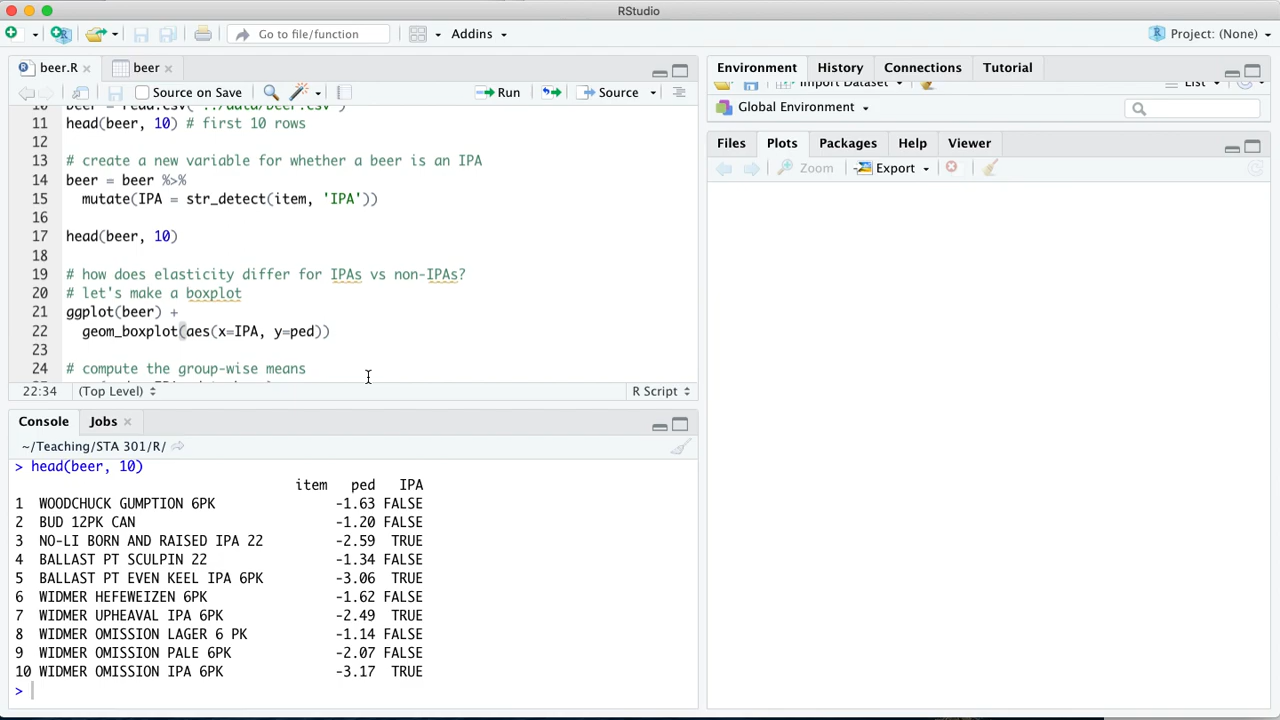 RStudio
Go to file/function
Addins
Project: (None)
beer.R
beer
Source on Save
Run
Source
10 beer = read.csv('../data/beer.csv')
11 head(beer, 10) # first 10 rows
12
13 # create a new variable for whether a beer is an IPA
14 beer = beer %>%
15 mutate(IPA = str_detect(item, 'IPA'))
16
17 head(beer, 10)
18
19 # how does elasticity differ for IPAs vs non-IPAs?
20 # let's make a boxplot
21 ggplot(beer) +
22 geom_boxplot(aes(x=IPA, y=ped))
23
24 # compute the group-wise means
22:34
(Top Level)
R Script
Console
Jobs
~/Teaching/STA 301/R/
> head(beer, 10)
item ped IPA
1 WOODCHUCK GUMPTION 6PK -1.63 FALSE
2 BUD 12PK CAN -1.20 FALSE
3 NO-LI BORN AND RAISED IPA 22 -2.59 TRUE
4 BALLAST PT SCULPIN 22 -1.34 FALSE
5 BALLAST PT EVEN KEEL IPA 6PK -3.06 TRUE
6 WIDMER HEFEWEIZEN 6PK -1.62 FALSE
7 WIDMER UPHEAVAL IPA 6PK -2.49 TRUE
8 WIDMER OMISSION LAGER 6 PK -1.14 FALSE
9 WIDMER OMISSION PALE 6PK -2.07 FALSE
10 WIDMER OMISSION IPA 6PK -3.17 TRUE
>
Environment
History
Connections
Tutorial
Import Dataset
List
Global Environment
Files
Plots
Packages
Help
Viewer
Zoom
Export